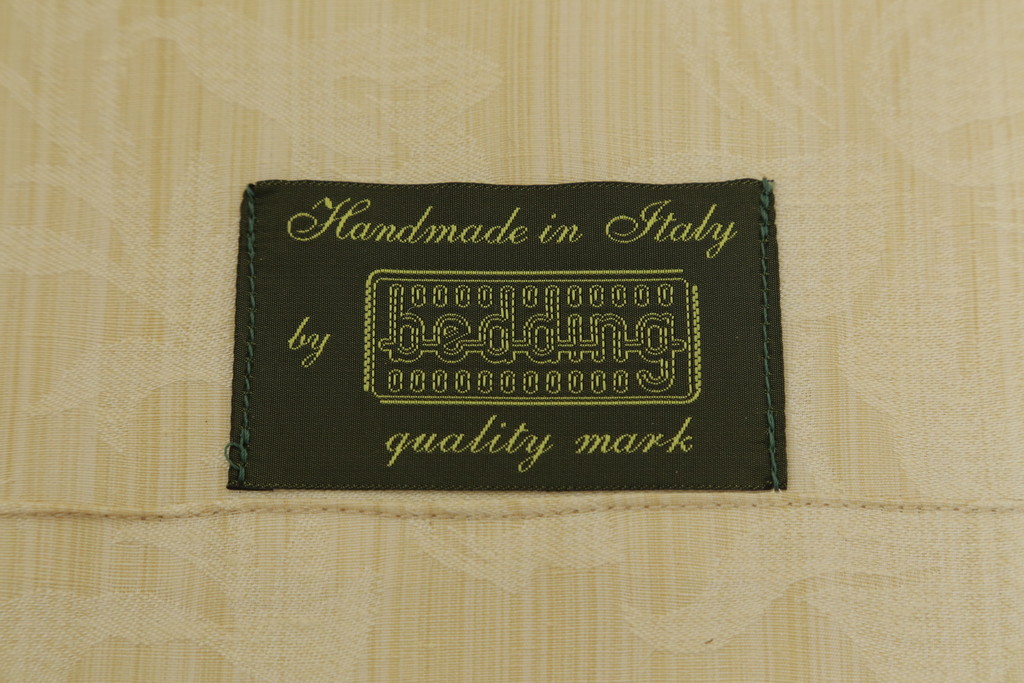 Handmade in Italy
by bedding
quality mark